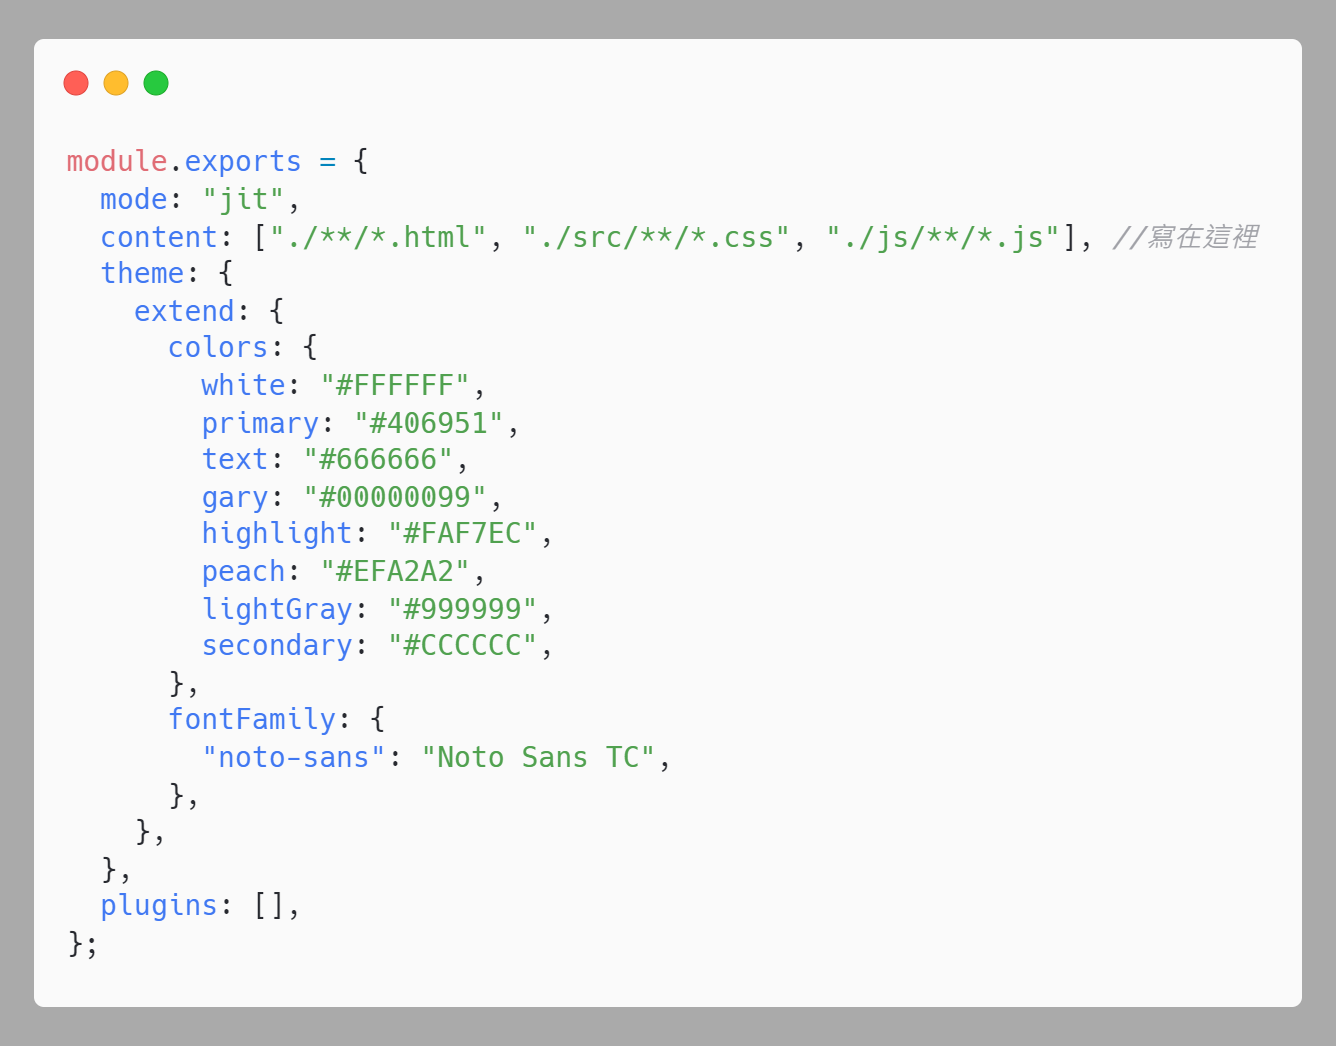 module.exports = {
  mode: "jit",
  content: ["./**/*.html", "./src/**/*.css", "./js/**/*.js"], //寫在這裡
  theme: {
    extend: {
      colors: {
        white: "#FFFFFF",
        primary: "#406951",
        text: "#666666",
        gary: "#00000099",
        highlight: "#FAF7EC",
        peach: "#EFA2A2",
        lightGray: "#999999",
        secondary: "#CCCCCC",
      },
      fontFamily: {
        "noto-sans": "Noto Sans TC",
      },
    },
  },
  plugins: [],
};